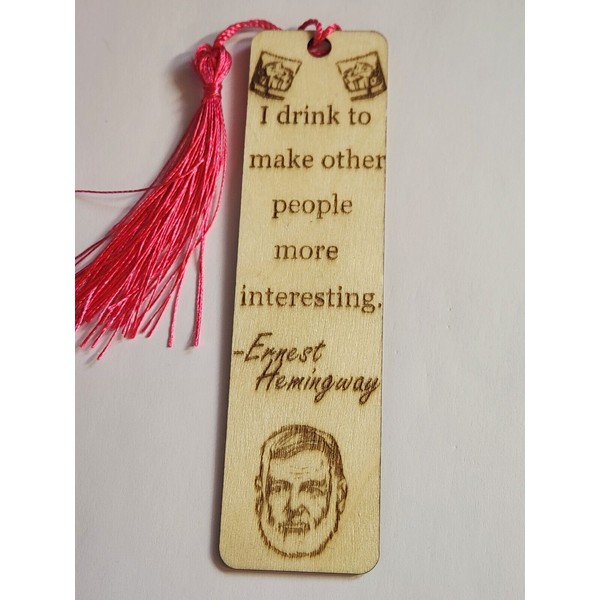 I drink to
make other
people
more
interesting.
-Ernest
Hemingway